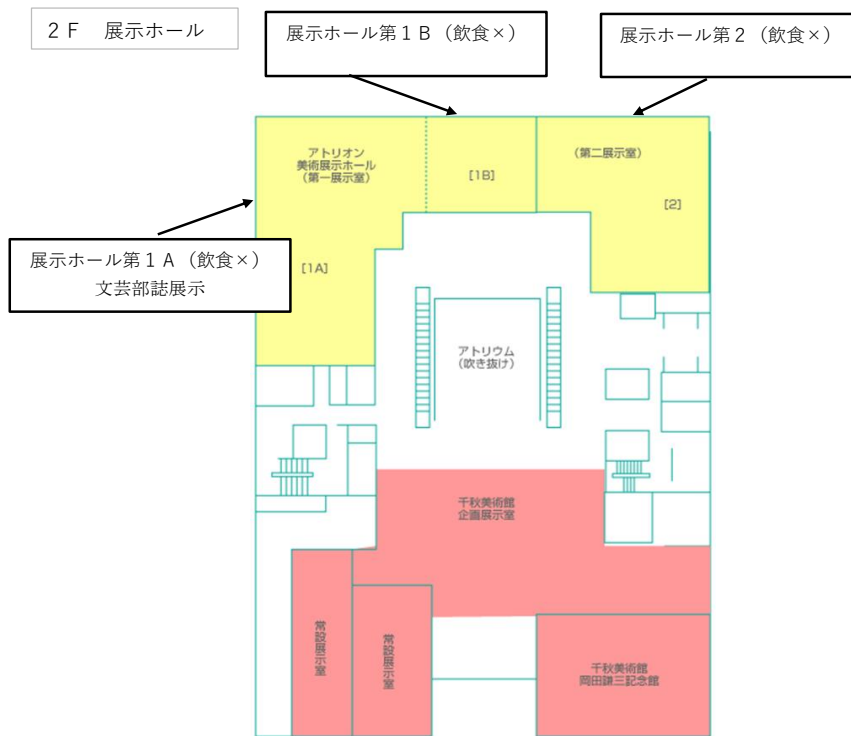 ２Ｆ　展示ホール
展示ホール第１Ｂ（飲食×）
展示ホール第２（飲食×）
アトリオン
美術展示ホール
（第一展示室）
[1B]
（第二展示室）
[2]
展示ホール第１Ａ（飲食×）
文芸部誌展示
[1A]
アトリウム
（吹き抜け）
千秋美術館
企画展示室
常設展示室
常設展示室
千秋美術館
岡田謙三記念館